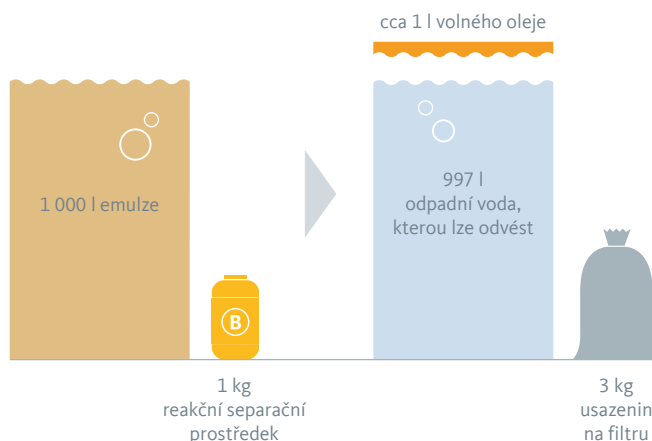 cca 1 l volného oleje
1 000 l emulze
997 l
odpadní voda,
kterou lze odvést
B
1 kg
reakční separační
prostředek
3 kg
usazenin
na filtru